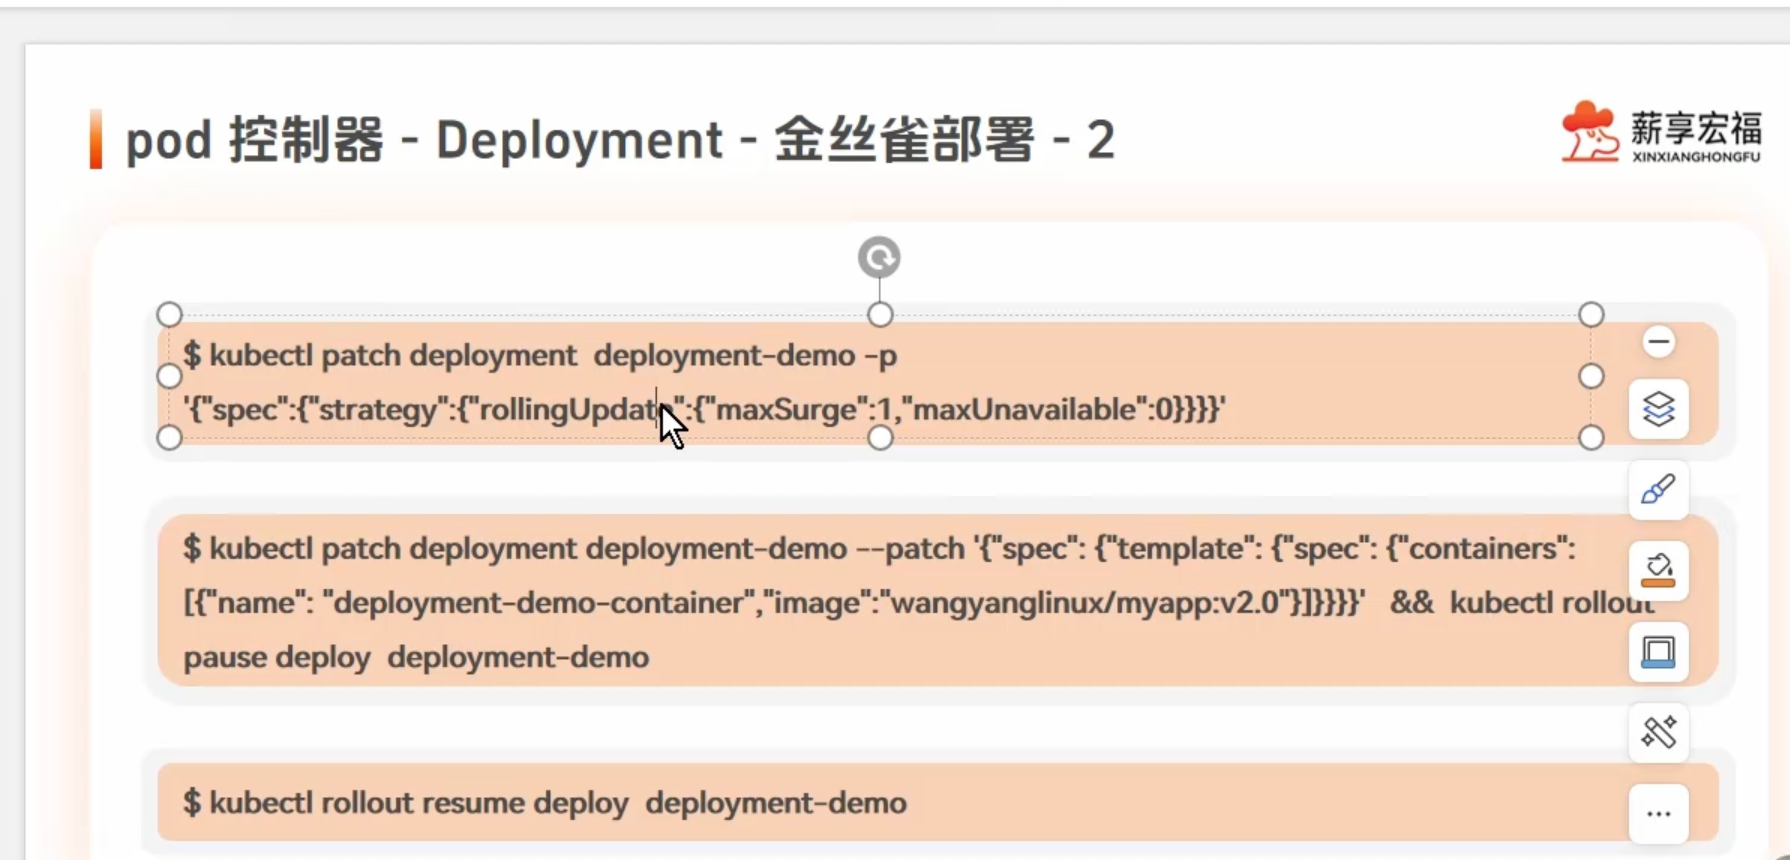 pod 控制器 - Deployment - 金丝雀部署 - 2
薪享宏福
XINXIANGHONGFU
$ kubectl patch deployment  deployment-demo -p
'{"spec":{"strategy":{"rollingUpdate":{"maxSurge":1,"maxUnavailable":0}}}}'
$ kubectl patch deployment deployment-demo --patch '{"spec": {"template": {"spec": {"containers":
[{"name": "deployment-demo-container","image":"wangyanglinux/myapp:v2.0"}]}}}}'   &&  kubectl rollout
pause deploy  deployment-demo
$ kubectl rollout resume deploy  deployment-demo